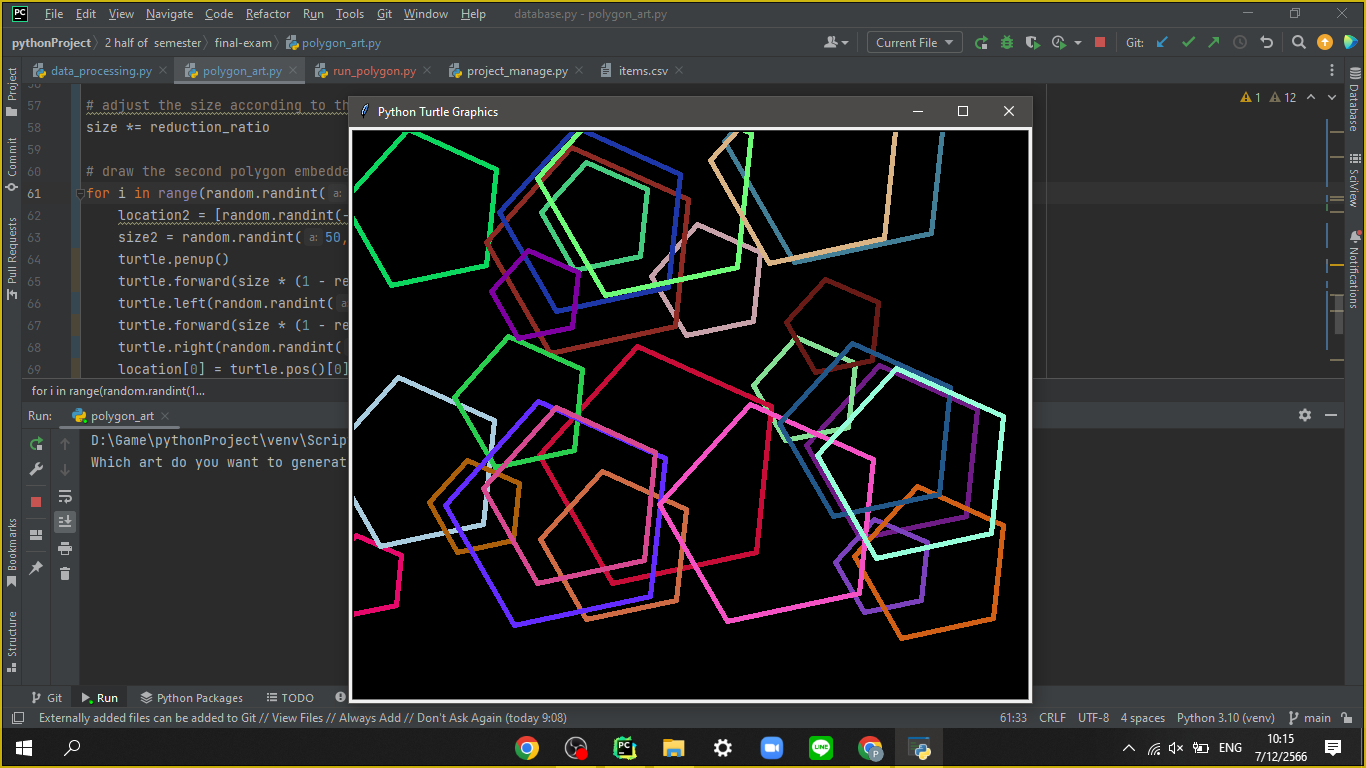 File Edit View Navigate Code Refactor Run Tools Git Window Help database.py - polygon_art.py
pythonProject 2 half of semester final-exam polygon_art.py Current File Git:
data_processing.py polygon_art.py run_polygon.py project_manage.py items.csv
Python Turtle Graphics
1 12
57 # adjust the size according to th
58 size *= reduction_ratio
59
60 # draw the second polygon embedde
61 for i in range(random.randint( a:
62 location2 = [random.randint(-
63 size2 = random.randint( a: 50,
64 turtle.penup()
65 turtle.forward(size * (1 - re
66 turtle.left(random.randint( a
67 turtle.forward(size * (1 - re
68 turtle.right(random.randint(
69 location[0] = turtle.pos()[0]
for i in range(random.randint(1...
Run: polygon_art
D:\Game\pythonProject\venv\Scrip
Which art do you want to generat
Project
Commit
Pull Requests
Bookmarks
Structure
Database
SciView
Notifications
Git Run Python Packages TODO
Externally added files can be added to Git // View Files // Always Add // Don't Ask Again (today 9:08) 61:33 CRLF UTF-8 4 spaces Python 3.10 (venv) main
ENG 10:15
7/12/2566